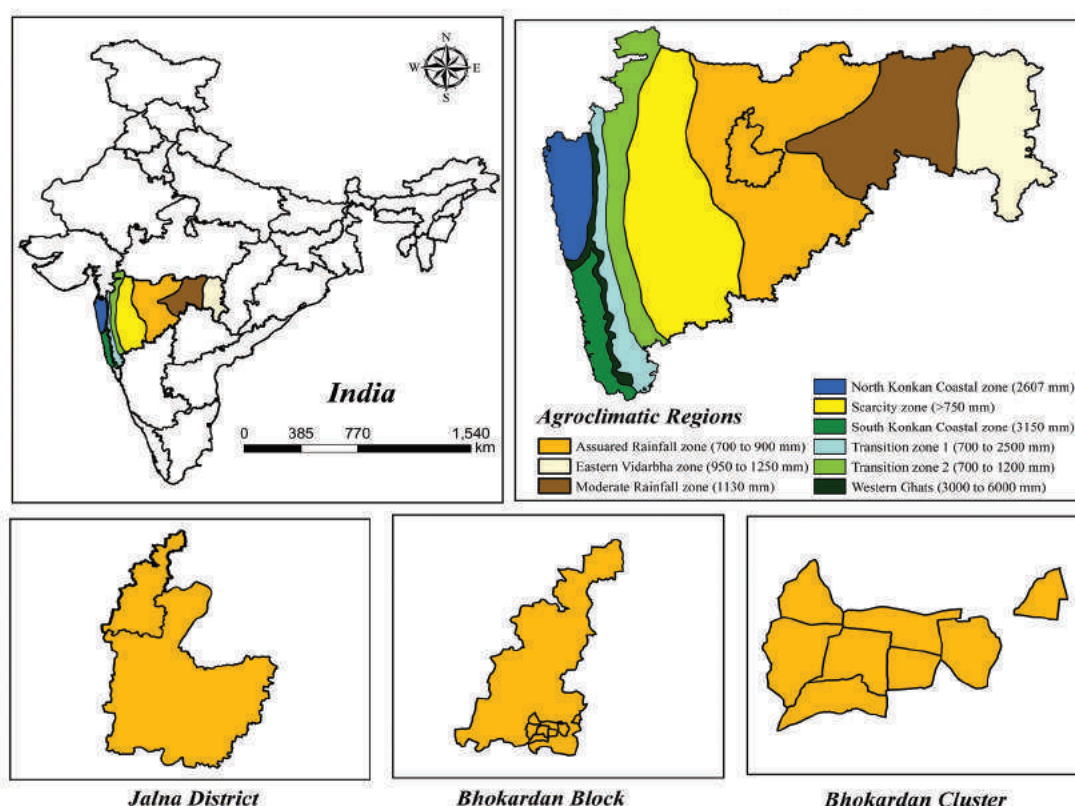 N
W E
S
India
0 385 770 1,540
km
Agroclimatic Regions
Assuared Rainfall zone (700 to 900 mm)
Eastern Vidarbha zone (950 to 1250 mm)
Moderate Rainfall zone (1130 mm)
North Konkan Coastal zone (2607 mm)
Scarcity zone (>750 mm)
South Konkan Coastal zone (3150 mm)
Transition zone 1 (700 to 2500 mm)
Transition zone 2 (700 to 1200 mm)
Western Ghats (3000 to 6000 mm)
Jalna District
Bhokardan Block
Bhokardan Cluster